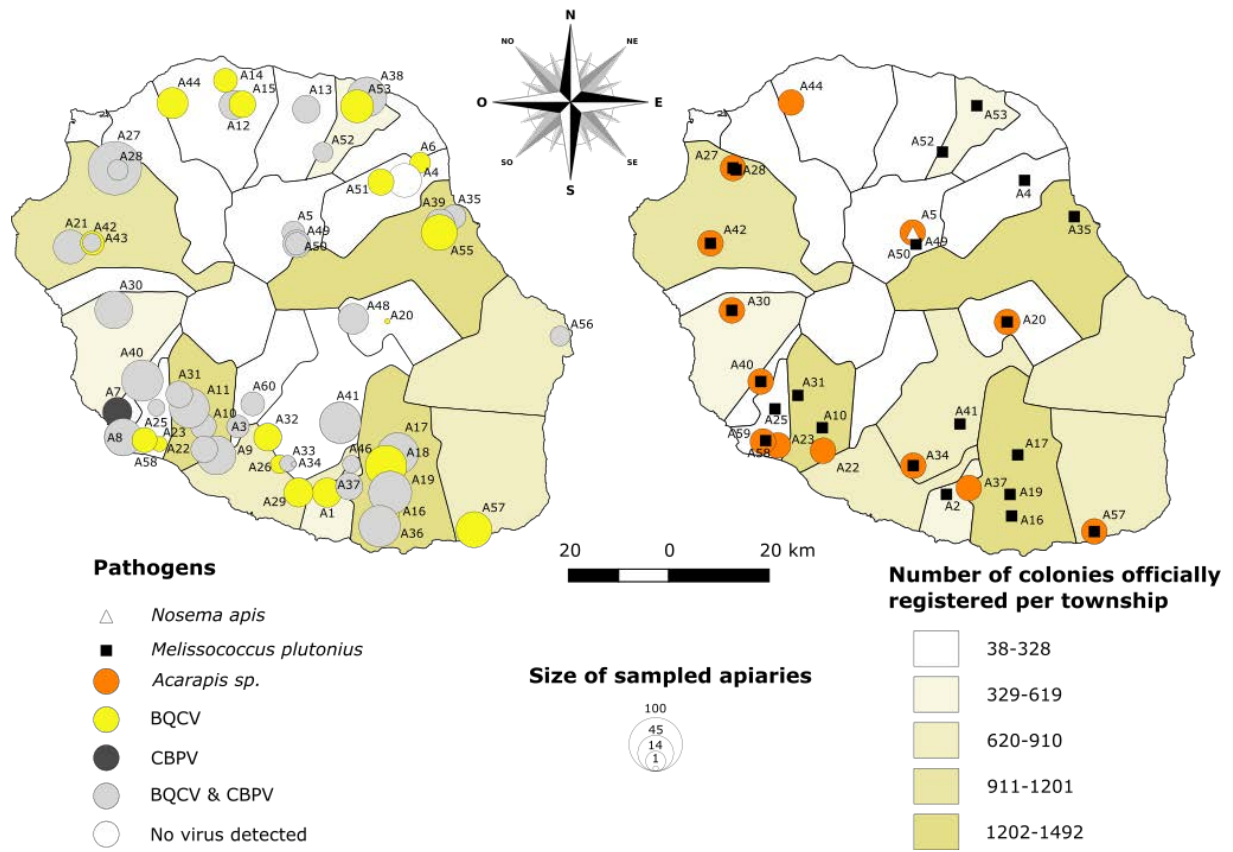 N
NO
NE
O
E
SO
SE
S
A44
A14
A15
A12
A13
A38
A53
A52
A27
A28
A6
A4
A51
A35
A39
A55
A5
A49
A50
A21
A42
A43
A30
A48
A20
A56
A40
A31
A11
A7
A25
A10
A3
A60
A8
A23
A22
A58
A9
A32
A26
A33
A34
A41
A46
A37
A17
A18
A19
A29
A1
A16
A36
A57
A44
A53
A52
A27
A28
A4
A35
A5
A49
A50
A42
A30
A20
A40
A31
A25
A10
A59
A58
A23
A22
A41
A34
A17
A37
A2
A19
A16
A57
20 0 20 km
Pathogens
Nosema apis
Melissococcus plutonius
Acarapis sp.
BQCV
CBPV
BQCV & CBPV
No virus detected
Size of sampled apiaries
100
45
14
1
Number of colonies officially
registered per township
38-328
329-619
620-910
911-1201
1202-1492